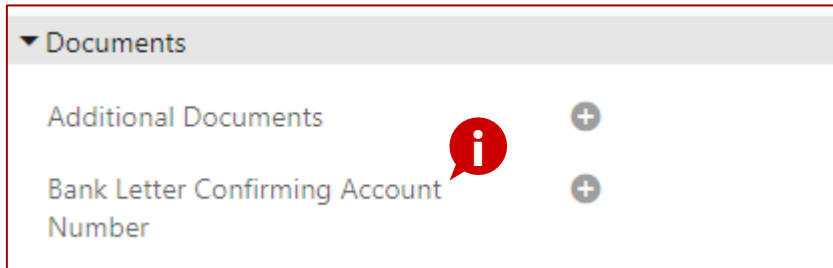 Documents
Additional Documents
i
Bank Letter Confirming Account
Number